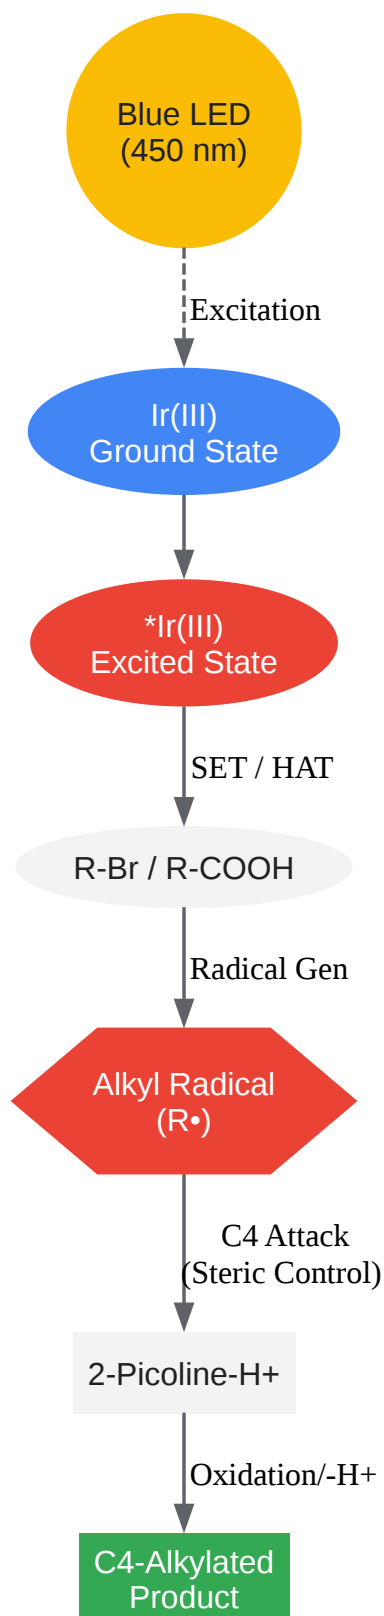 Blue LED
(450 nm)
Excitation
Ir(III)
Ground State
*Ir(III)
Excited State
SET / HAT
R-Br / R-COOH
Radical Gen
Alkyl Radical
(R•)
C4 Attack
(Steric Control)
2-Picoline-H+
Oxidation/-H+
C4-Alkylated
Product